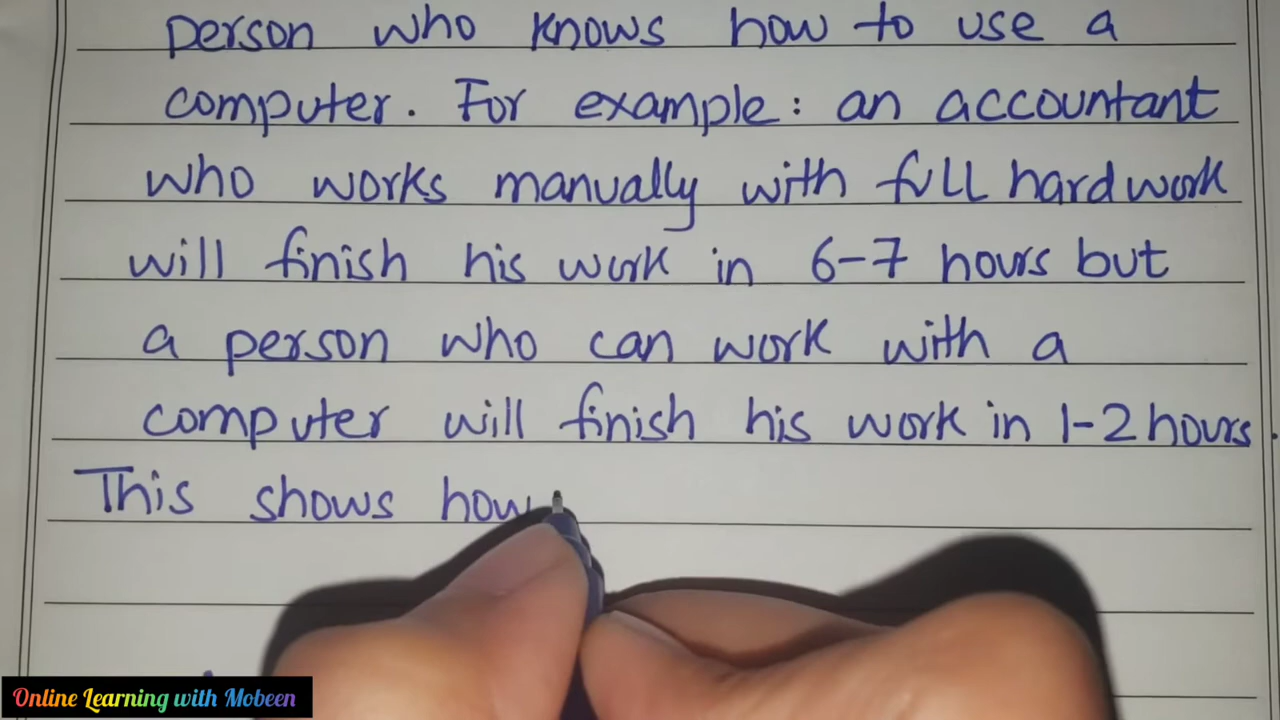 person who knows how to use a
computer. For example: an accountant
who works manually with full hardwork
will finish his work in 6-7 hours but
a person who can work with a
computer will finish his work in 1-2 hours.
This shows how
Online Learning with Mobeen